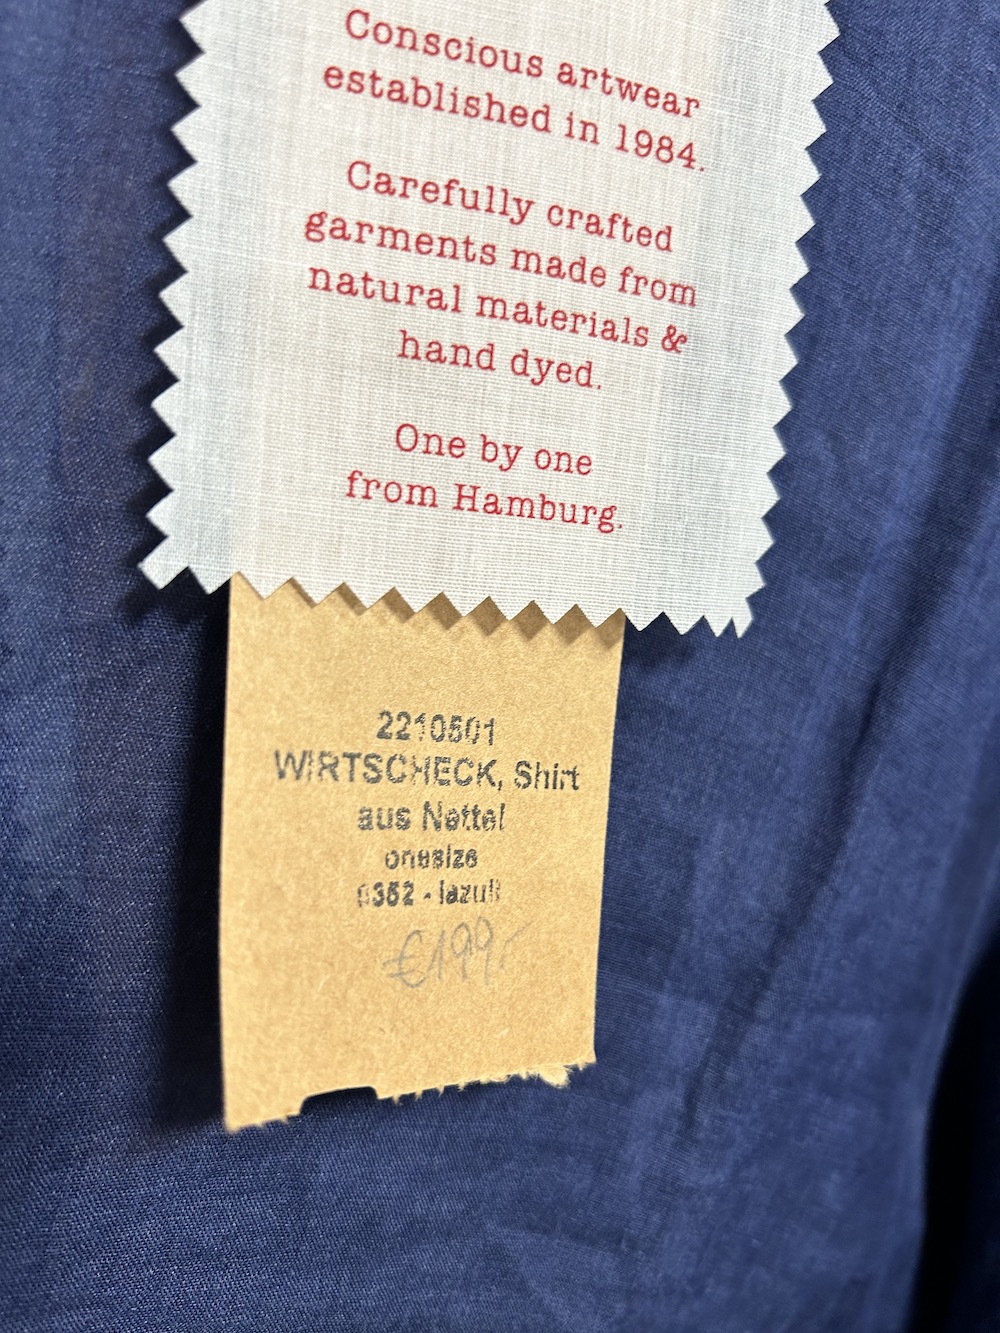 Conscious artwear
established in 1984.
Carefully crafted
garments made from
natural materials &
hand dyed.
One by one
from Hamburg.
2210501
WIRTSCHECK, Shirt
aus Nettel
onesize
0352 - lazuli
€199,-